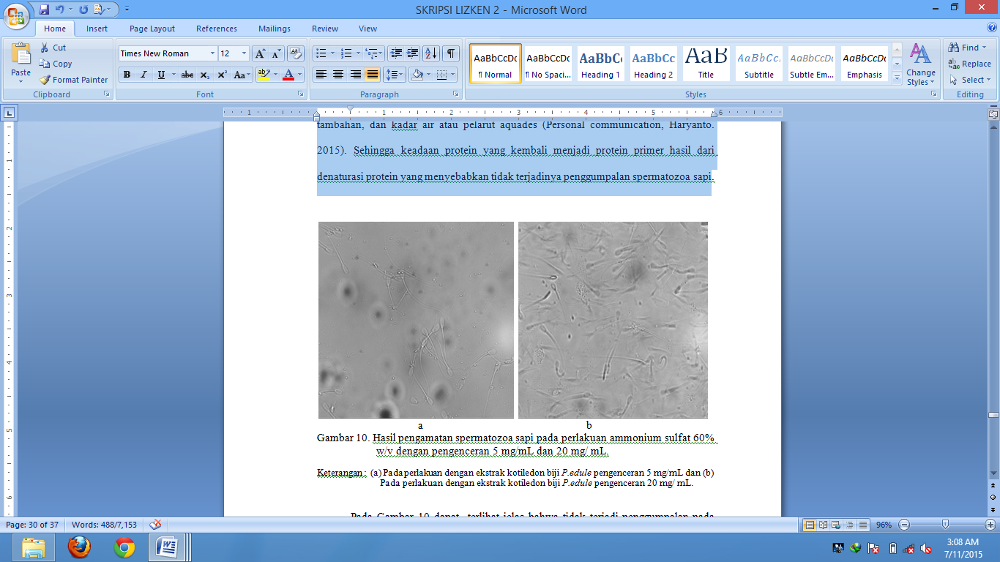 SKRIPSI LIZKEN 2 - Microsoft Word
Home Insert Page Layout References Mailings Review View
Paste
Cut
Copy
Format Painter
Clipboard
Times New Roman 12
Font
Paragraph
AaBbCcDc AaBbCcDc AaBbC AaBbCc AaB AaBbCc. AaBbCcDc AaBbCcDc
¶ Normal ¶ No Spaci... Heading 1 Heading 2 Title Subtitle Subtle Em... Emphasis
Styles
Change Styles
Find
Replace
Select
Editing
tambahan, dan kadar air atau pelarut aquades (Personal communication, Haryanto.
2015). Sehingga keadaan protein yang kembali menjadi protein primer hasil dari
denaturasi protein yang menyebabkan tidak terjadinya penggumpalan spermatozoa sapi.
a b
Gambar 10. Hasil pengamatan spermatozoa sapi pada perlakuan ammonium sulfat 60%
w/v dengan pengenceran 5 mg/mL dan 20 mg/ mL.
Keterangan : (a) Pada perlakuan dengan ekstrak kotiledon biji P.edule pengenceran 5 mg/mL dan (b)
Pada perlakuan dengan ekstrak kotiledon biji P.edule pengenceran 20 mg/ mL.
Pada Gambar 10 dapat terlihat jelas bahwa tidak terjadi penggumpalan pada
Page: 30 of 37 Words: 488/7,153 96%
3:08 AM
7/11/2015